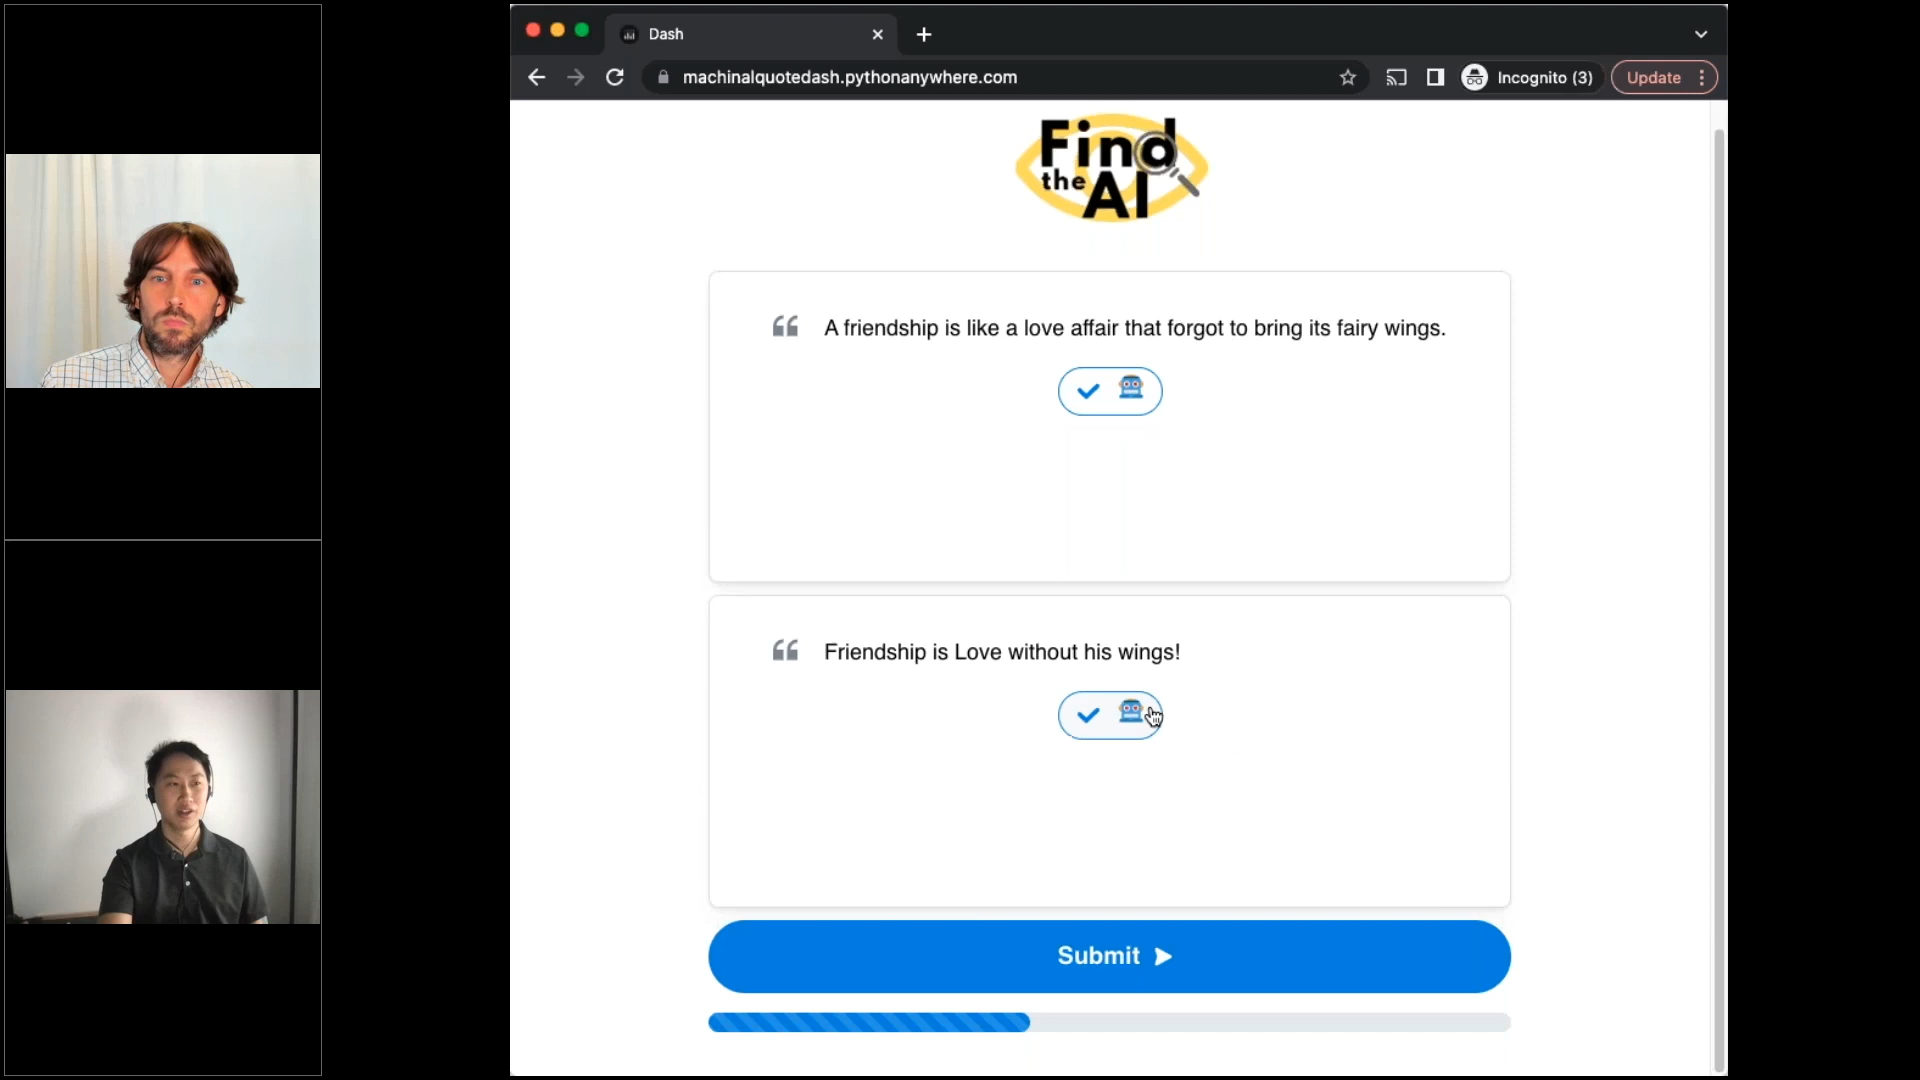 Dash
machinalquotedash.pythonanywhere.com
Incognito (3)
Update
Find
the AI
A friendship is like a love affair that forgot to bring its fairy wings.
Friendship is Love without his wings!
Submit